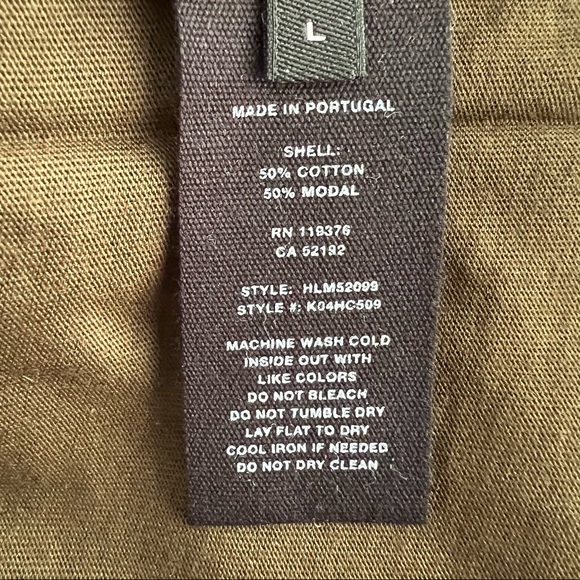 L
MADE IN PORTUGAL
SHELL:
50% COTTON
50% MODAL
RN 119376
CA 52192
STYLE: HLM52099
STYLE #: K04HC509
MACHINE WASH COLD
INSIDE OUT WITH
LIKE COLORS
DO NOT BLEACH
DO NOT TUMBLE DRY
LAY FLAT TO DRY
COOL IRON IF NEEDED
DO NOT DRY CLEAN